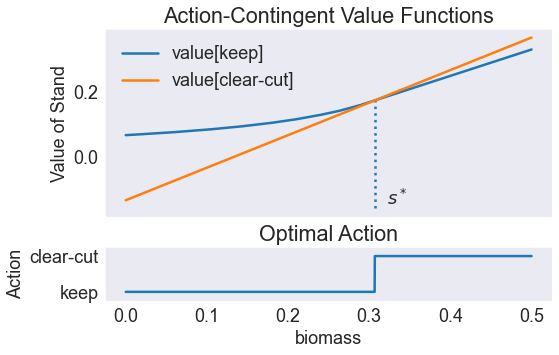 Action-Contingent Value Functions
Value of Stand
value[keep]
value[clear-cut]
0.2
0.0
s*
Optimal Action
Action
clear-cut
keep
0.0 0.1 0.2 0.3 0.4 0.5
biomass